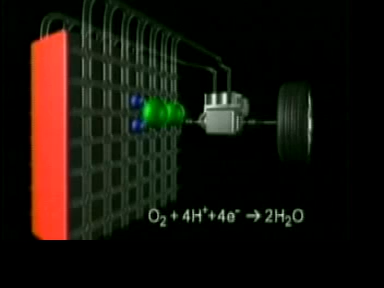 O₂ + 4H⁺+4e⁻ → 2H₂O